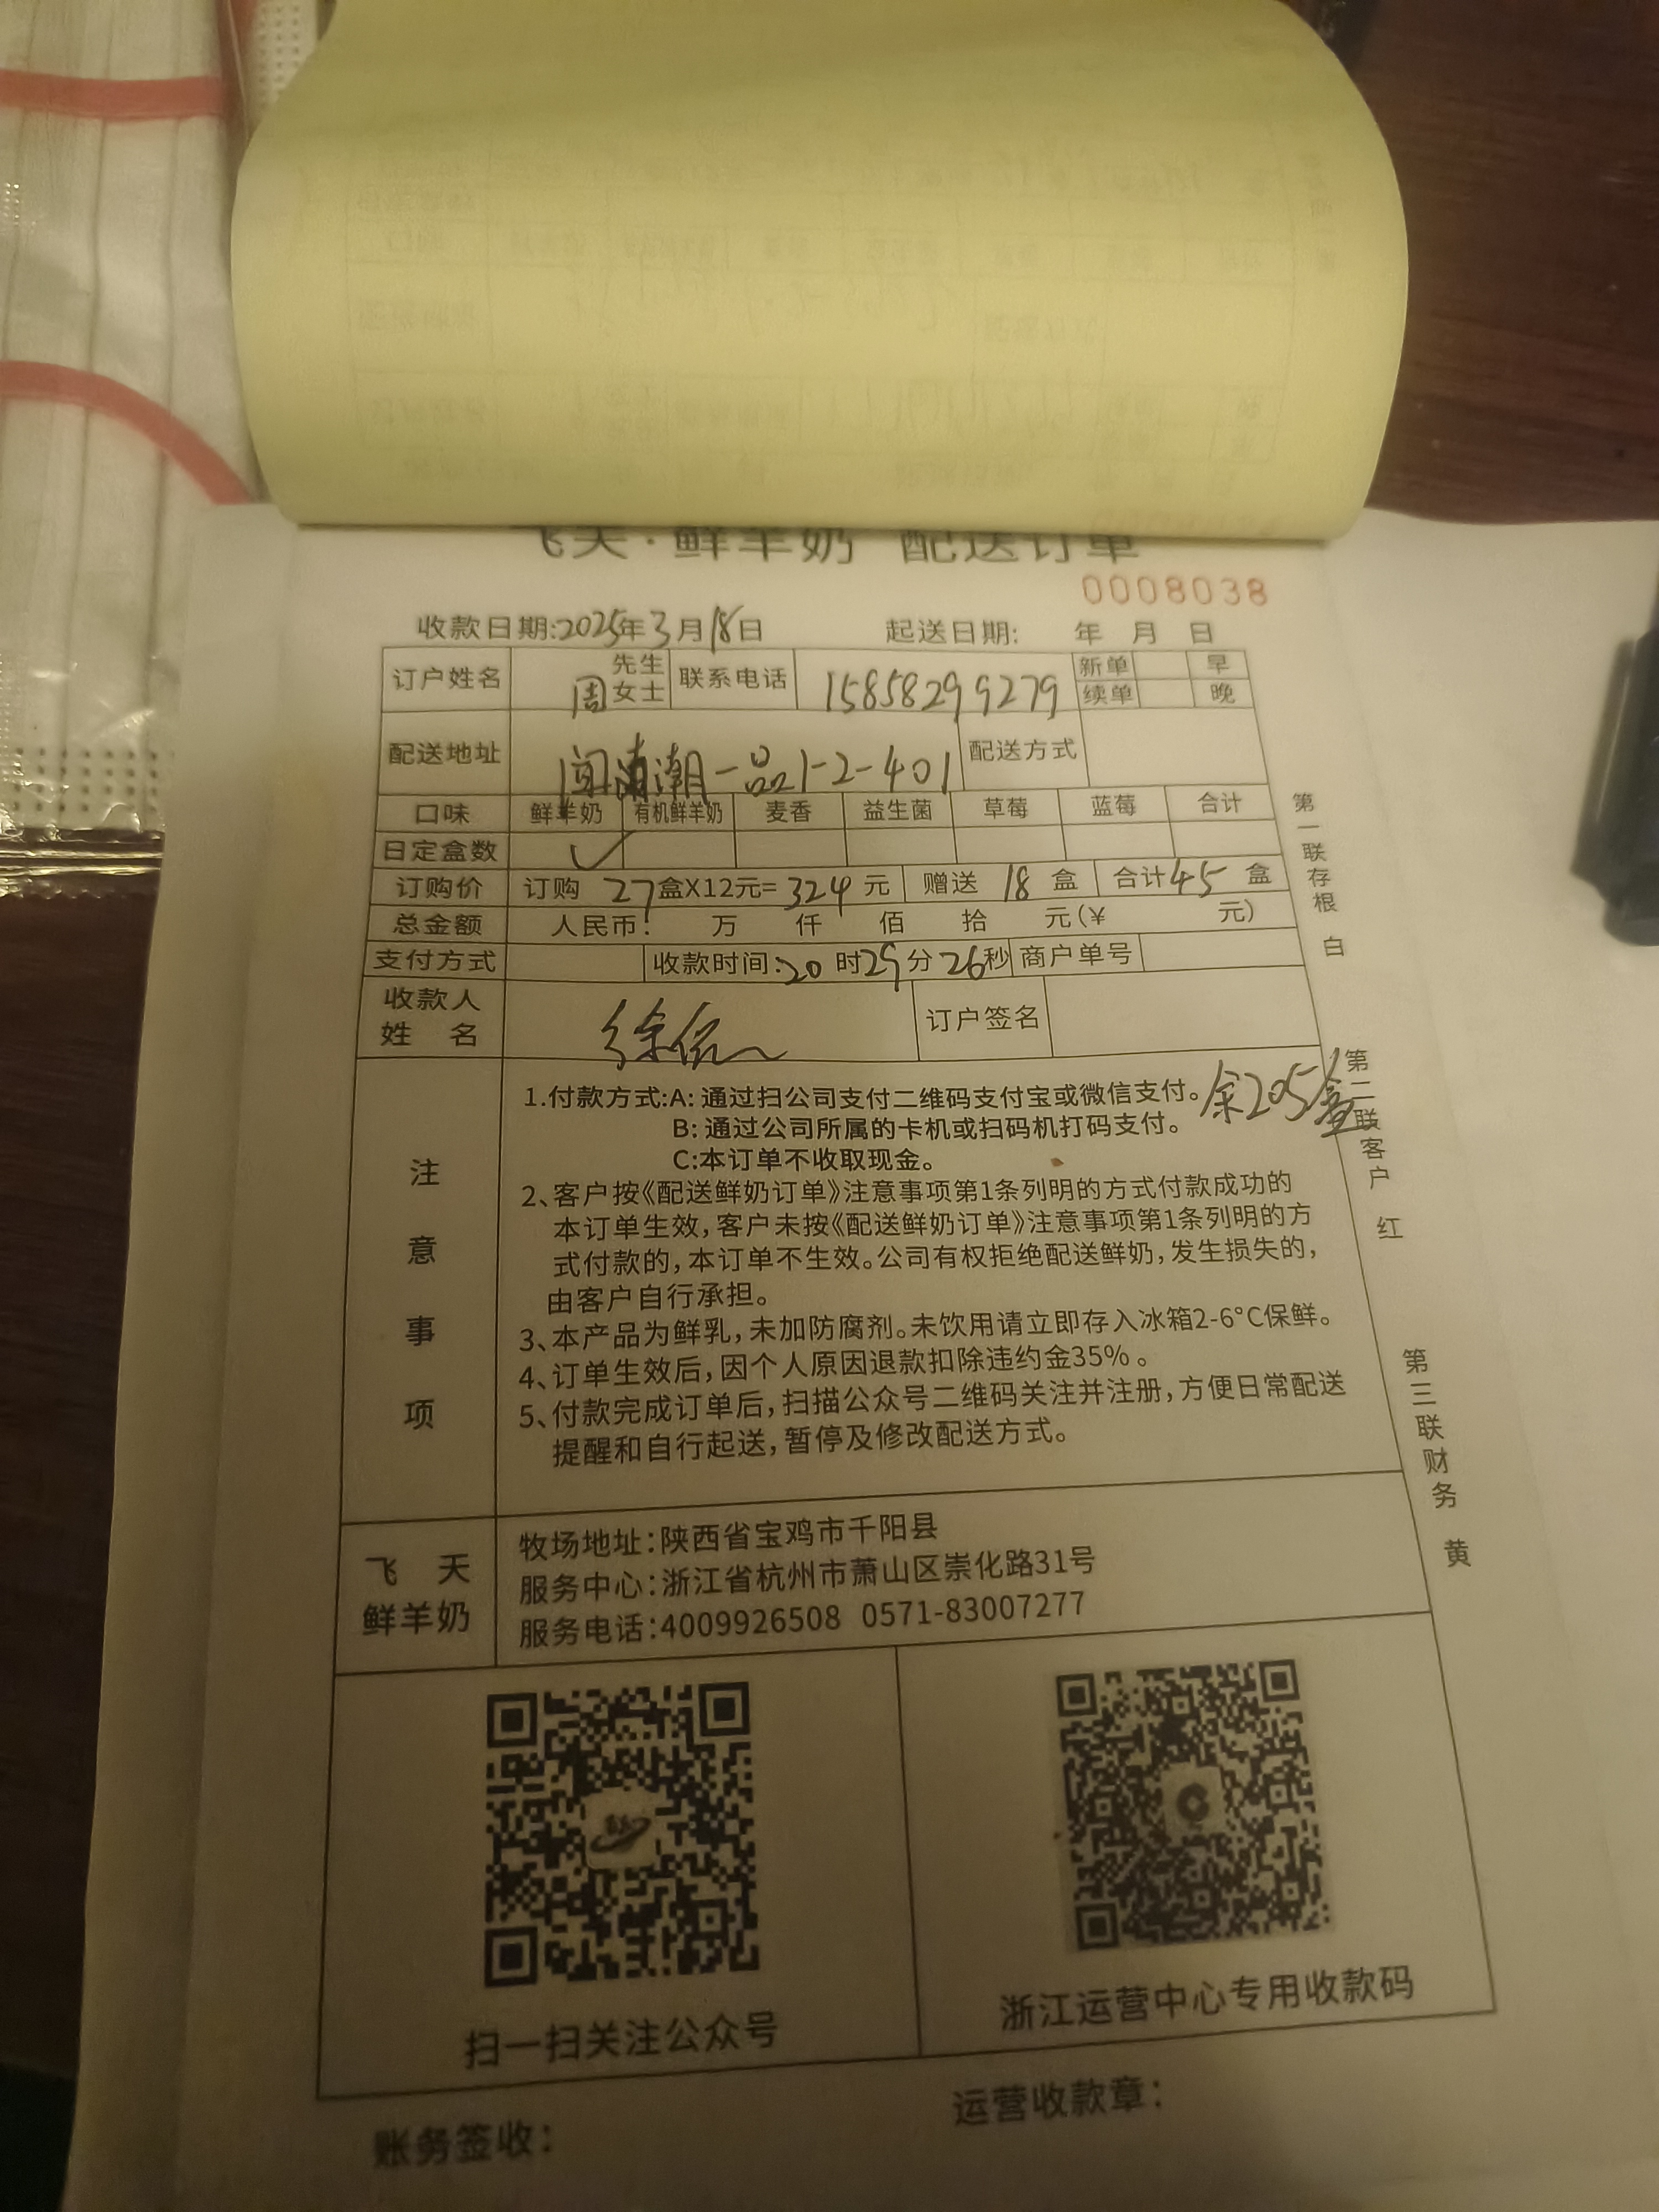 飞天·鲜羊奶 配送订单
0008038
收款日期:2025年3月18日 起送日期: 年 月 日
订户姓名 周 先生 女士 联系电话 15858299279 新单 早
续单 晚
配送地址 闻潮一品1-2-401 配送方式
口味 鲜羊奶 有机鲜羊奶 麦香 益生菌 草莓 蓝莓 合计
日定盒数 ✓
订购价 订购 27盒X12元=324元 赠送 18 盒 合计45 盒
总金额 人民币: 万 仟 佰 拾 元(¥ 元)
支付方式 收款时间:20时29分26秒 商户单号
收款人
姓 名 徐 订户签名
注意事项
1.付款方式:A:通过扫公司支付二维码支付宝或微信支付。
余205盒
B:通过公司所属的卡机或扫码机打码支付。
C:本订单不收取现金。
2、客户按《配送鲜奶订单》注意事项第1条列明的方式付款成功的
本订单生效,客户未按《配送鲜奶订单》注意事项第1条列明的方
式付款的,本订单不生效。公司有权拒绝配送鲜奶,发生损失的,
由客户自行承担。
3、本产品为鲜乳,未加防腐剂。未饮用请立即存入冰箱2-6°C保鲜。
4、订单生效后,因个人原因退款扣除违约金35%。
5、付款完成订单后,扫描公众号二维码关注并注册,方便日常配送
提醒和自行起送,暂停及修改配送方式。
飞天
鲜羊奶
牧场地址:陕西省宝鸡市千阳县
服务中心:浙江省杭州市萧山区崇化路31号
服务电话:4009926508 0571-83007277
扫一扫关注公众号
浙江运营中心专用收款码
账务签收:
运营收款章:
第一联存根 白
第二联客户 红
第三联财务 黄